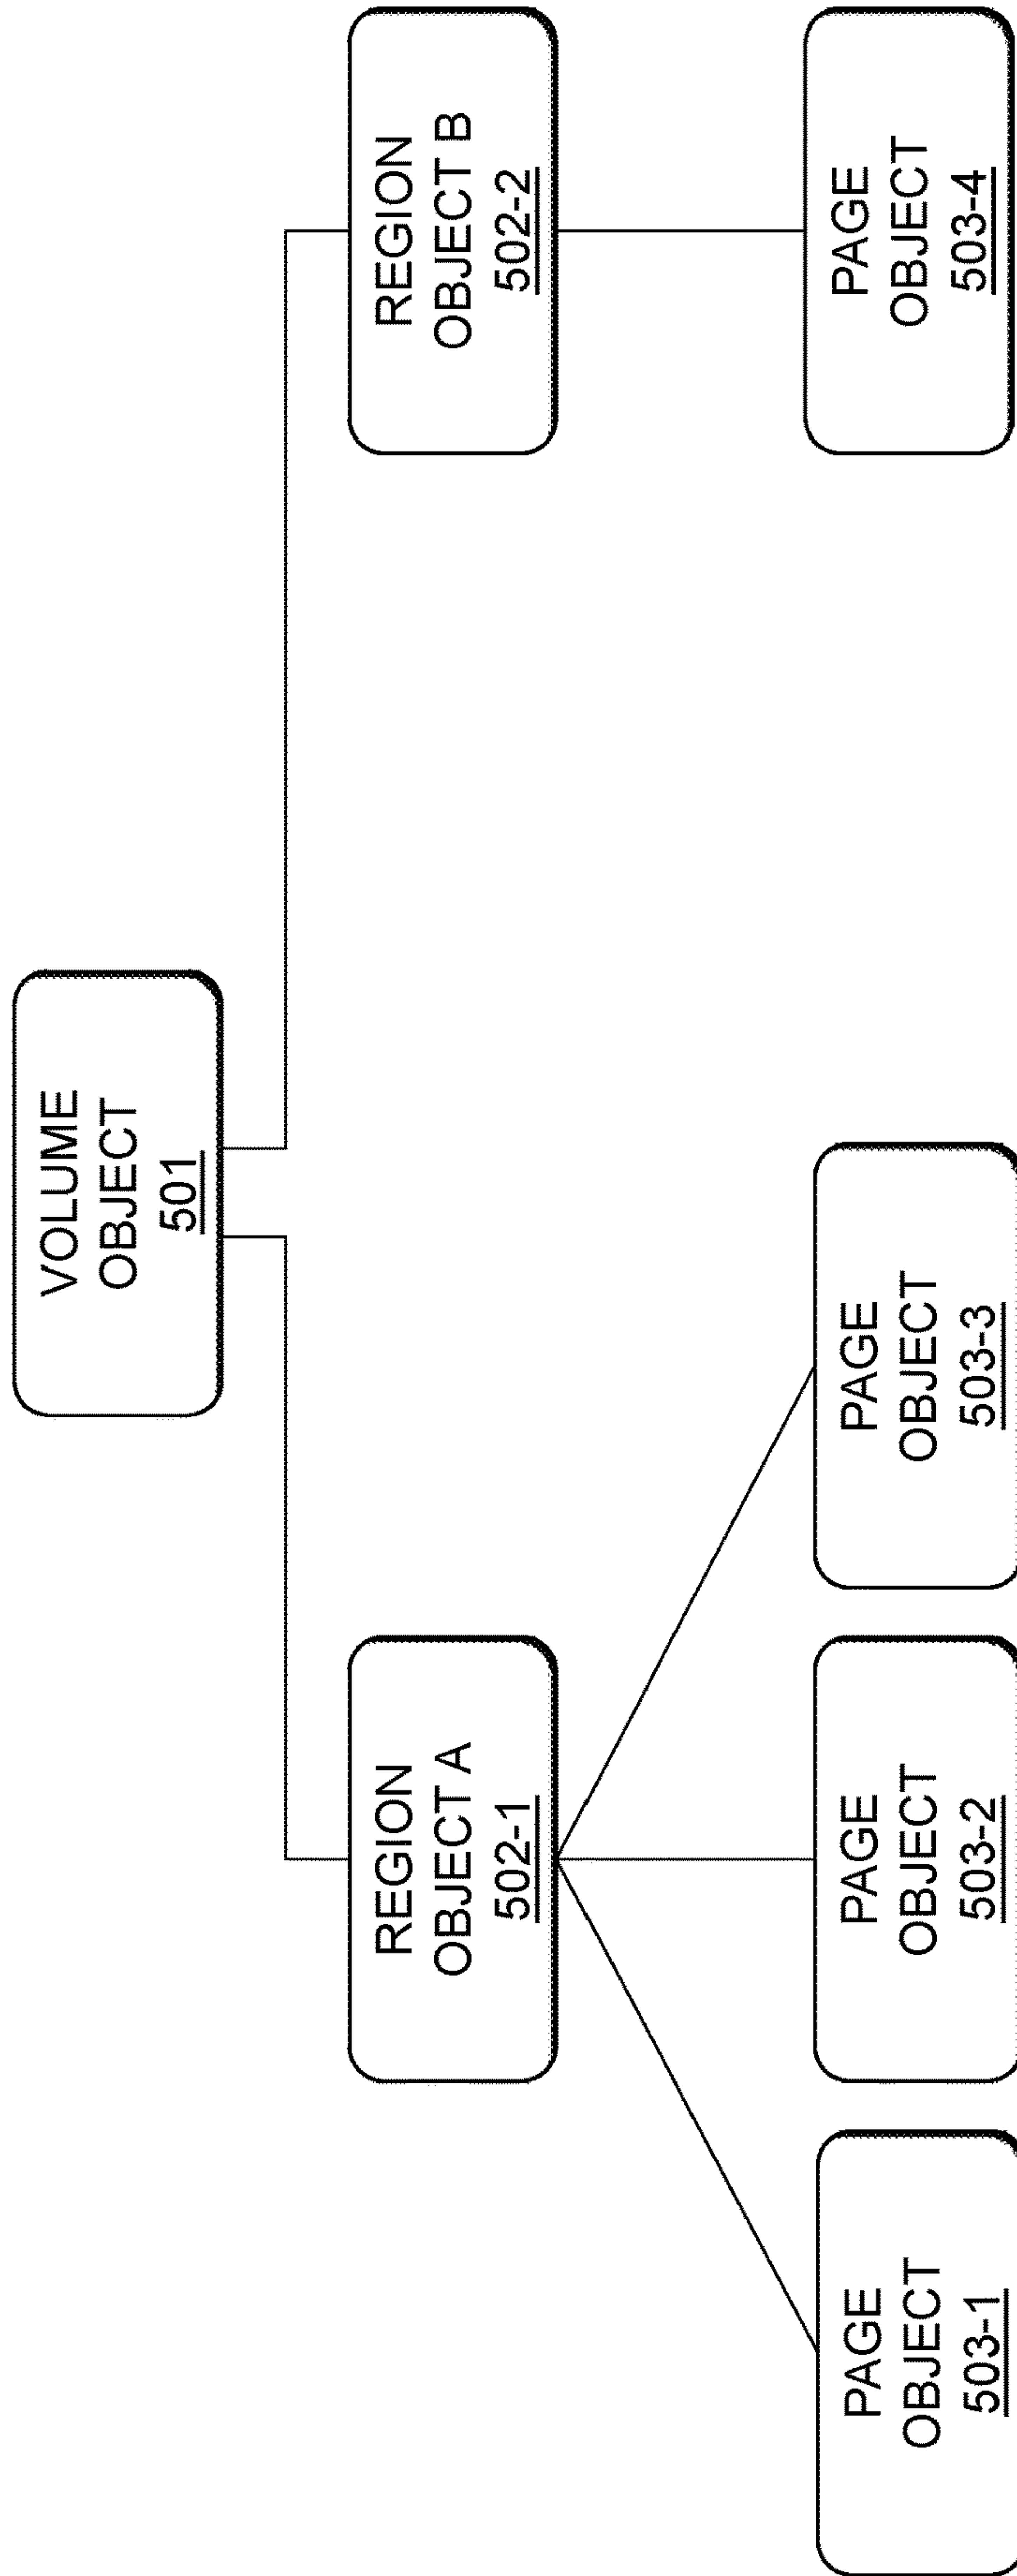 VOLUME
OBJECT
501
REGION
OBJECT A
502-1
REGION
OBJECT B
502-2
PAGE
OBJECT
503-1
PAGE
OBJECT
503-2
PAGE
OBJECT
503-3
PAGE
OBJECT
503-4